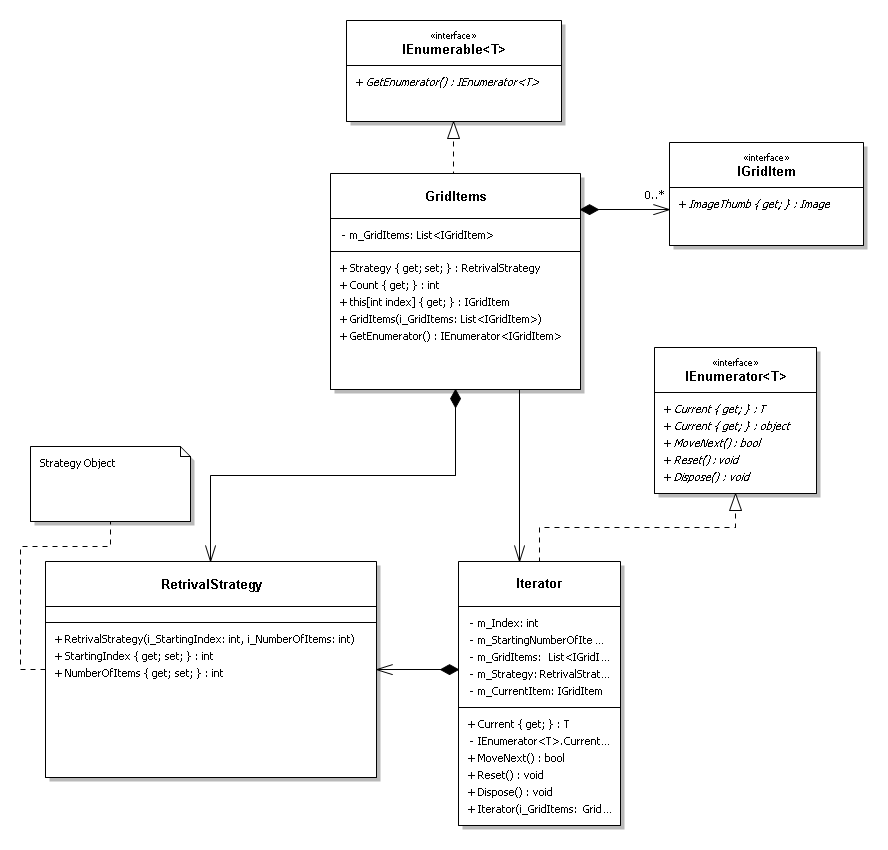 «interface»
IEnumerable<T>
+ GetEnumerator() : IEnumerator<T>
«interface»
IGridItem
+ ImageThumb { get; } : Image
0..*
GridItems
- m_GridItems: List<IGridItem>
+ Strategy { get; set; } : RetrivalStrategy
+ Count { get; } : int
+ this[int index] { get; } : IGridItem
+ GridItems(i_GridItems: List<IGridItem>)
+ GetEnumerator() : IEnumerator<IGridItem>
«interface»
IEnumerator<T>
+ Current { get; } : T
+ Current { get; } : object
+ MoveNext() : bool
+ Reset() : void
+ Dispose() : void
Strategy Object
RetrivalStrategy
+ RetrivalStrategy(i_StartingIndex: int, i_NumberOfItems: int)
+ StartingIndex { get; set; } : int
+ NumberOfItems { get; set; } : int
Iterator
- m_Index: int
- m_StartingNumberOfIte ...
- m_GridItems: List<IGridI...
- m_Strategy: RetrivalStrat...
- m_CurrentItem: IGridItem
+ Current { get; } : T
- IEnumerator<T>.Current...
+ MoveNext() : bool
+ Reset() : void
+ Dispose() : void
+ Iterator(i_GridItems: Grid...